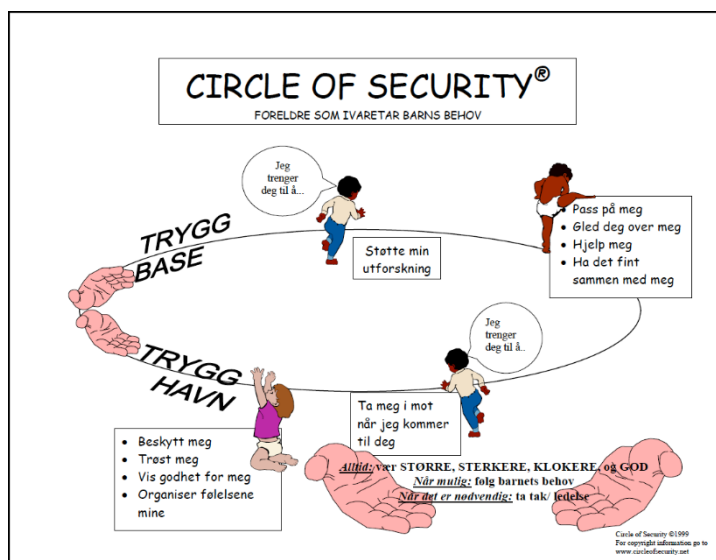 CIRCLE OF SECURITY®
FORELDRE SOM IVARETAR BARNS BEHOV
Jeg
trenger
deg til å...
TRYGG
BASE
Støtte min
utforskning
• Pass på meg
• Gled deg over meg
• Hjelp meg
• Ha det fint
sammen med meg
Jeg
trenger
deg til å..
TRYGG
HAVN
Ta meg i mot
når jeg kommer
til deg
• Beskytt meg
• Trøst meg
• Vis godhet for meg
• Organiser følelsene
mine
Alltid: vær STØRRE, STERKERE, KLOKERE, og GOD
Når mulig: følg barnets behov
Når det er nødvendig: ta tak/ ledelse
Circle of Security ©1999
For copyright information go to
www.circleofsecurity.net